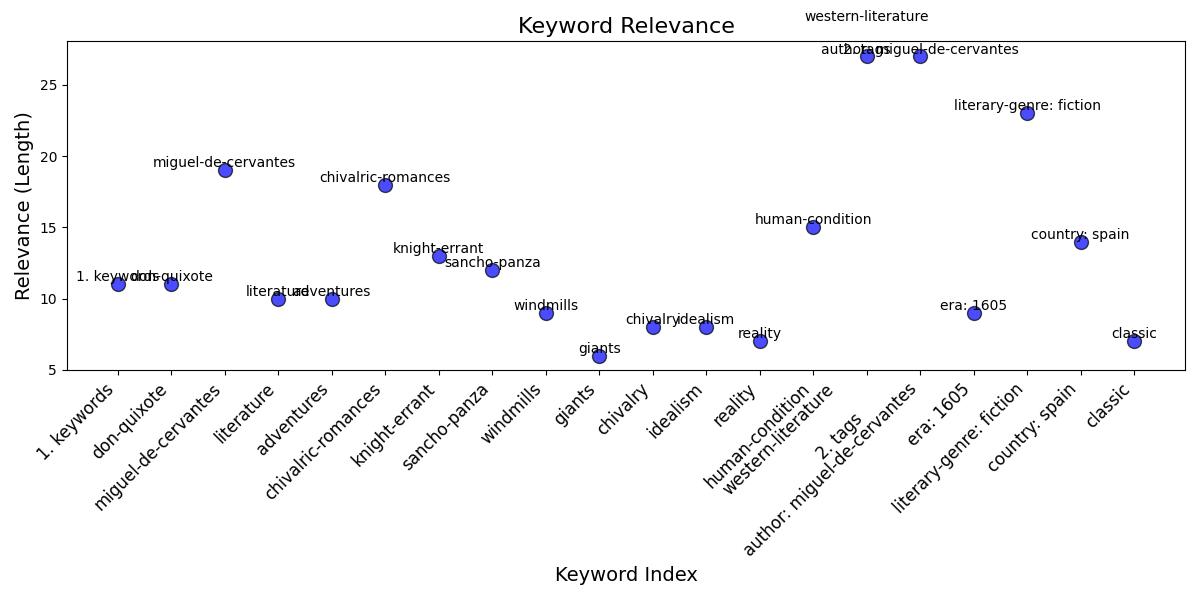 Keyword Relevance
western-literature
2. tags
author: miguel-de-cervantes
literary-genre: fiction
miguel-de-cervantes
chivalric-romances
human-condition
country: spain
knight-errant
sancho-panza
1. keywords
don-quixote
literature
adventures
windmills
era: 1605
chivalry
idealism
reality
classic
giants
Relevance (Length)
25
20
15
10
5
1. keywords
don-quixote
miguel-de-cervantes
literature
adventures
chivalric-romances
knight-errant
sancho-panza
windmills
giants
chivalry
idealism
reality
human-condition
western-literature
2. tags
author: miguel-de-cervantes
era: 1605
literary-genre: fiction
country: spain
classic
Keyword Index